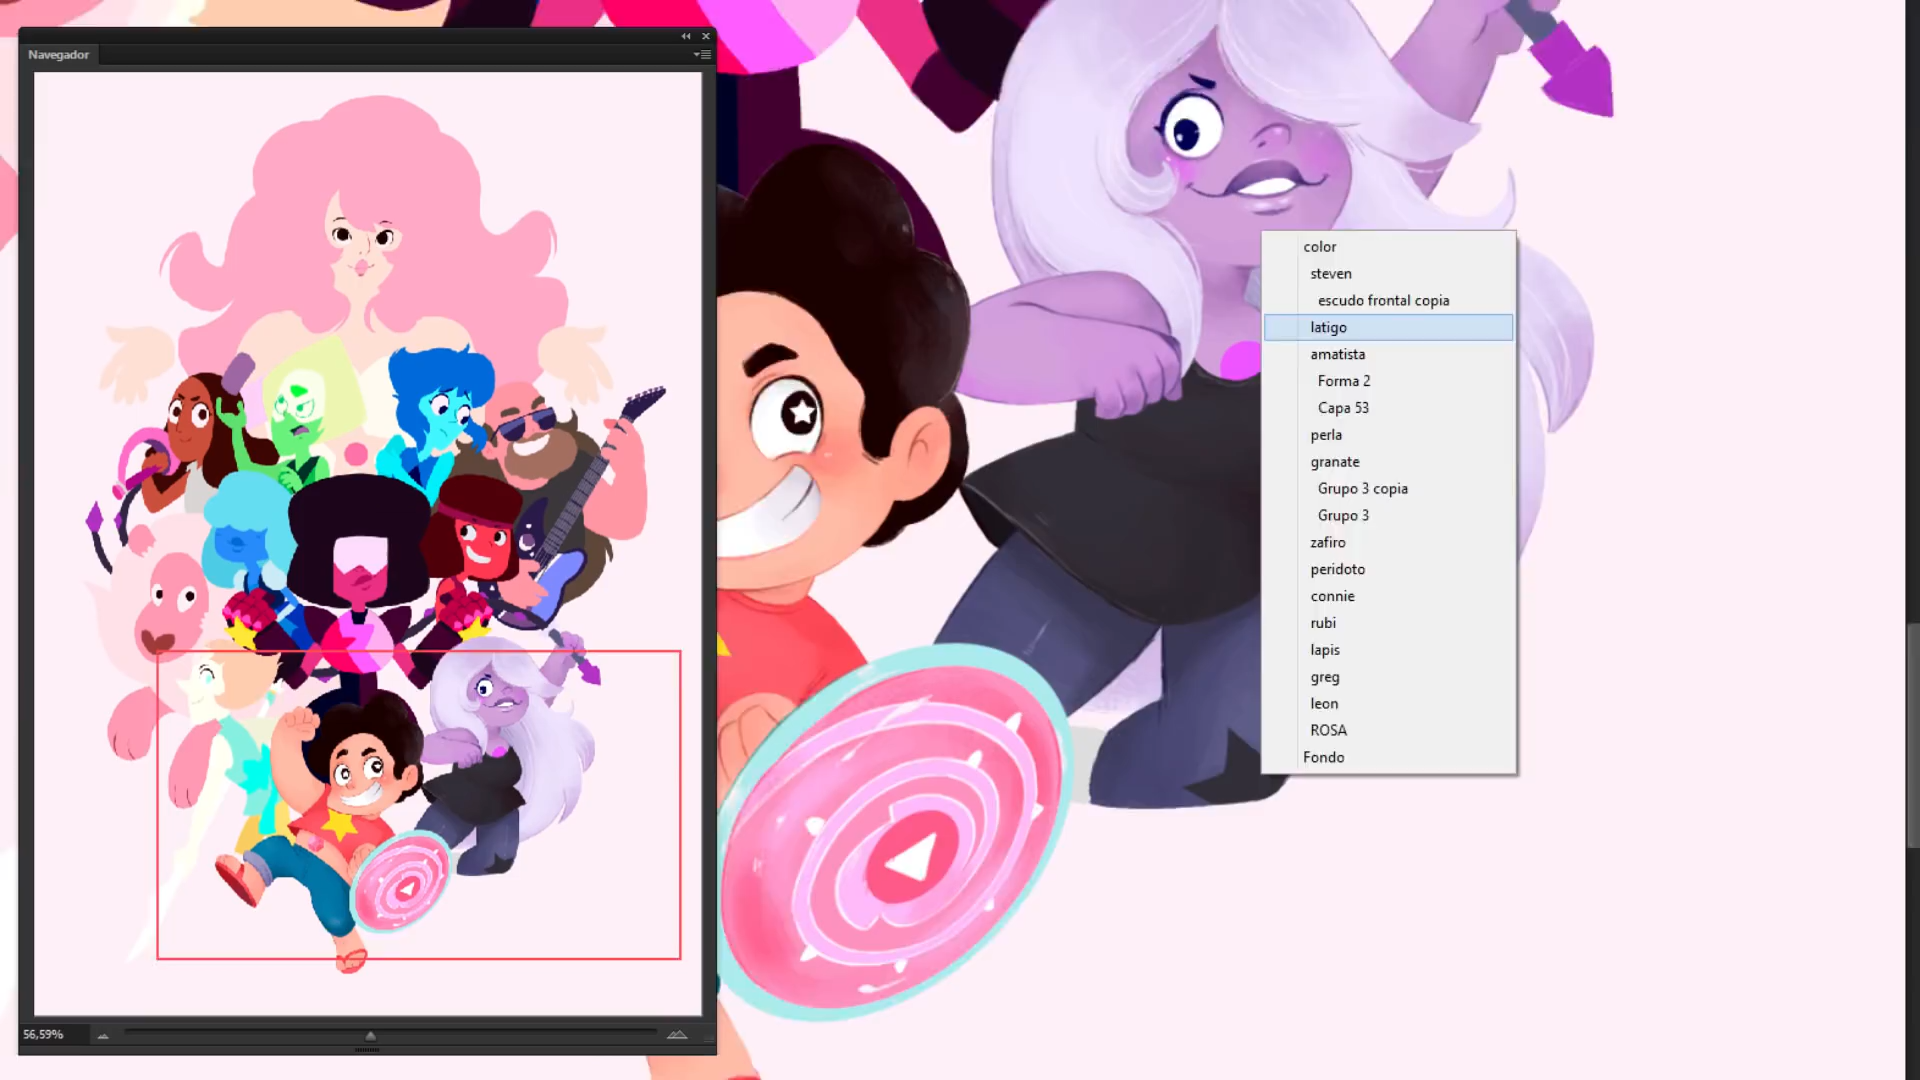 Navegador
color
steven
escudo frontal copia
latigo
amatista
Forma 2
Capa 53
perla
granate
Grupo 3 copia
Grupo 3
zafiro
peridoto
connie
rubi
lapis
greg
leon
ROSA
Fondo
56,59%